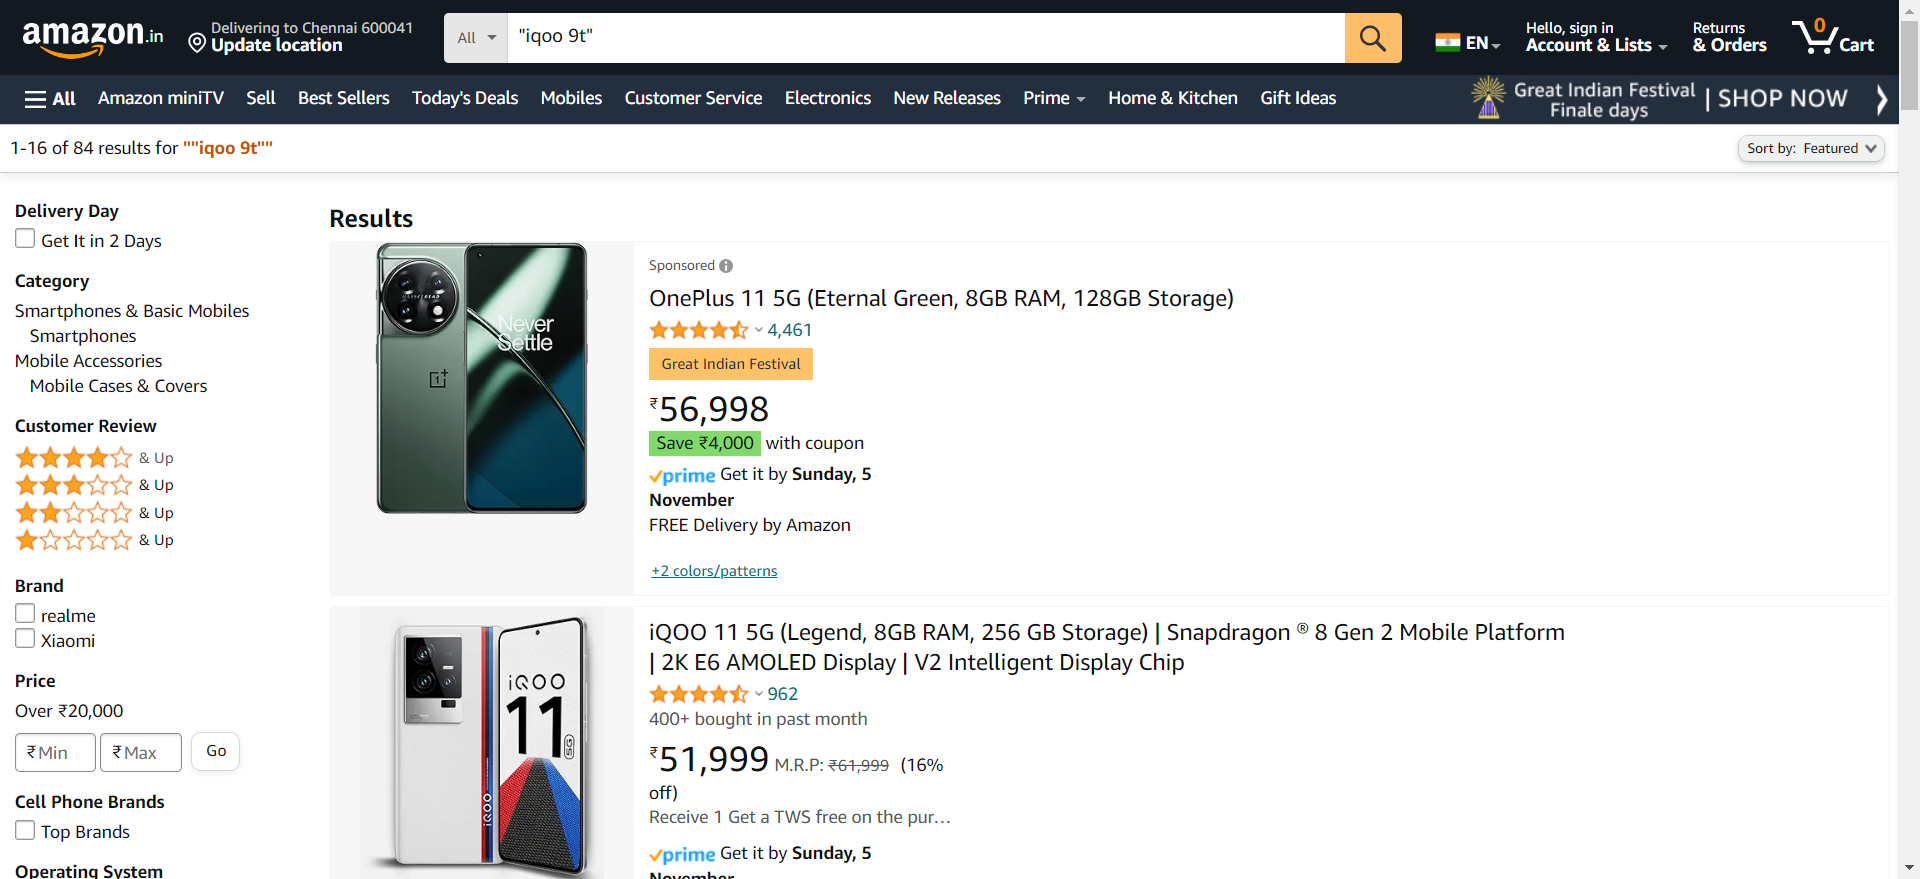 amazon.in
Delivering to Chennai 600041
Update location
All
"iqoo 9t"
EN
Hello, sign in
Account & Lists
Returns
& Orders
0
Cart
All
Amazon miniTV
Sell
Best Sellers
Today's Deals
Mobiles
Customer Service
Electronics
New Releases
Prime
Home & Kitchen
Gift Ideas
Great Indian Festival
Finale days
| SHOP NOW
1-16 of 84 results for ""iqoo 9t""
Sort by: Featured
Delivery Day
Get It in 2 Days
Category
Smartphones & Basic Mobiles
Smartphones
Mobile Accessories
Mobile Cases & Covers
Customer Review
& Up
& Up
& Up
& Up
Brand
realme
Xiaomi
Price
Over ₹20,000
₹ Min
₹ Max
Go
Cell Phone Brands
Top Brands
Operating System
Results
HASSELBLAD
Never
Settle
Sponsored
OnePlus 11 5G (Eternal Green, 8GB RAM, 128GB Storage)
4,461
Great Indian Festival
₹56,998
Save ₹4,000 with coupon
prime Get it by Sunday, 5
November
FREE Delivery by Amazon
+2 colors/patterns
iQOO
11
5G
iQOO
iQOO 11 5G (Legend, 8GB RAM, 256 GB Storage) | Snapdragon ® 8 Gen 2 Mobile Platform
| 2K E6 AMOLED Display | V2 Intelligent Display Chip
962
400+ bought in past month
₹51,999 M.R.P: ₹61,999 (16%
off)
Receive 1 Get a TWS free on the pur…
prime Get it by Sunday, 5
November